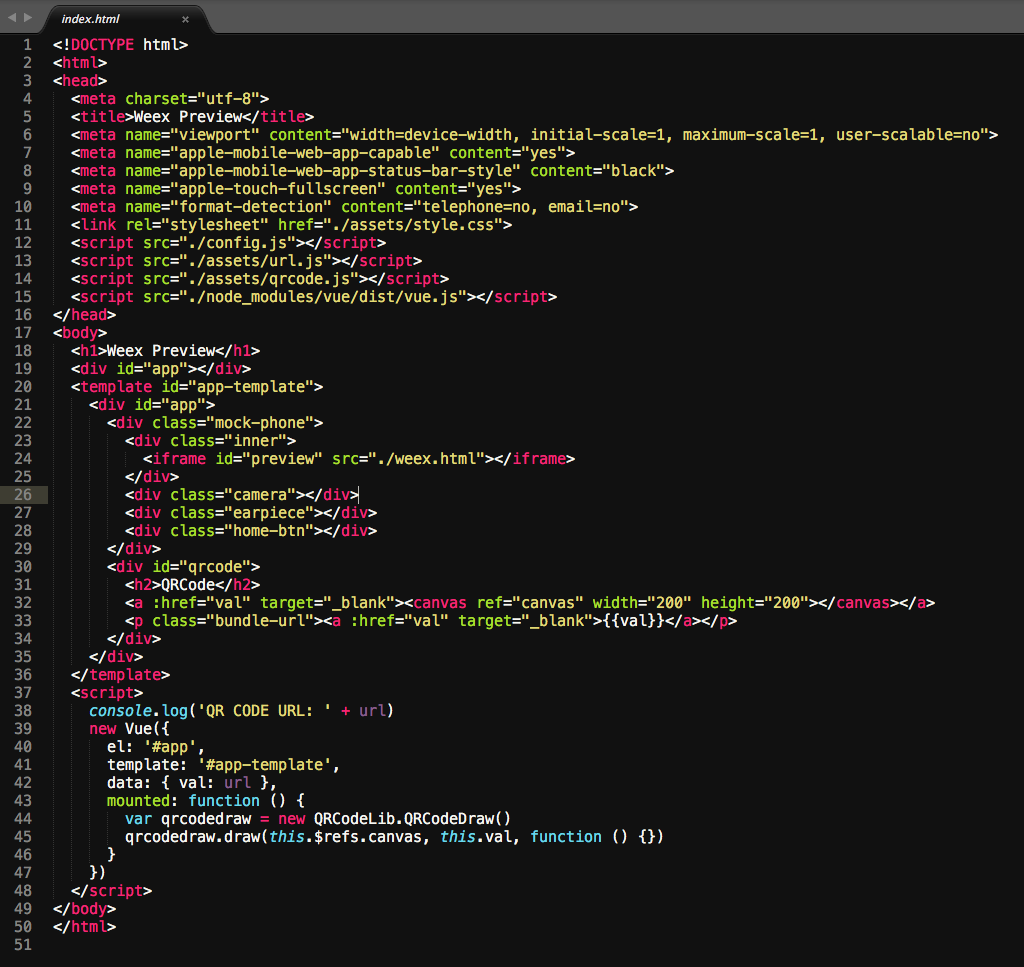 index.html ×
1 <!DOCTYPE html>
2 <html>
3 <head>
4   <meta charset="utf-8">
5   <title>Weex Preview</title>
6   <meta name="viewport" content="width=device-width, initial-scale=1, maximum-scale=1, user-scalable=no">
7   <meta name="apple-mobile-web-app-capable" content="yes">
8   <meta name="apple-mobile-web-app-status-bar-style" content="black">
9   <meta name="apple-touch-fullscreen" content="yes">
10   <meta name="format-detection" content="telephone=no, email=no">
11   <link rel="stylesheet" href="./assets/style.css">
12   <script src="./config.js"></script>
13   <script src="./assets/url.js"></script>
14   <script src="./assets/qrcode.js"></script>
15   <script src="./node_modules/vue/dist/vue.js"></script>
16 </head>
17 <body>
18   <h1>Weex Preview</h1>
19   <div id="app"></div>
20   <template id="app-template">
21     <div id="app">
22       <div class="mock-phone">
23         <div class="inner">
24           <iframe id="preview" src="./weex.html"></iframe>
25         </div>
26         <div class="camera"></div>
27         <div class="earpiece"></div>
28         <div class="home-btn"></div>
29       </div>
30       <div id="qrcode">
31         <h2>QRCode</h2>
32         <a :href="val" target="_blank"><canvas ref="canvas" width="200" height="200"></canvas></a>
33         <p class="bundle-url"><a :href="val" target="_blank">{{val}}</a></p>
34       </div>
35     </div>
36   </template>
37   <script>
38     console.log('QR CODE URL: ' + url)
39     new Vue({
40       el: '#app',
41       template: '#app-template',
42       data: { val: url },
43       mounted: function () {
44         var qrcodedraw = new QRCodeLib.QRCodeDraw()
45         qrcodedraw.draw(this.$refs.canvas, this.val, function () {})
46       }
47     })
48   </script>
49 </body>
50 </html>
51